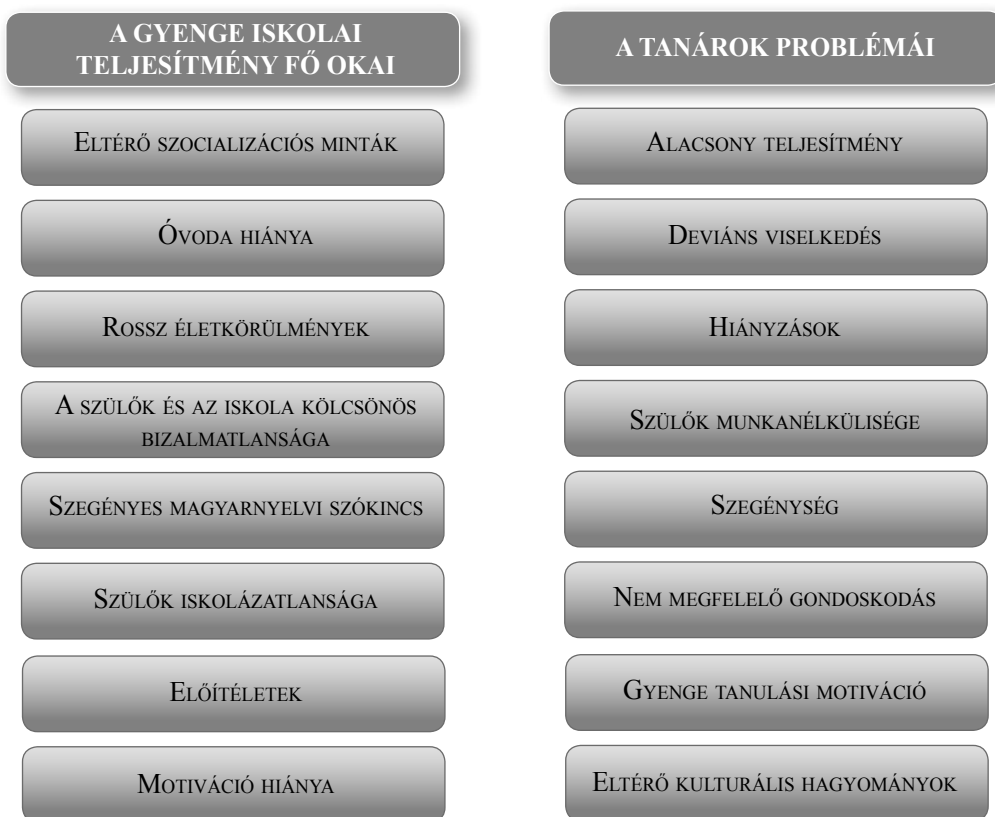 A GYENGE ISKOLAI
TELJESÍTMÉNY FŐ OKAI
Eltérő szocializációs minták
Óvoda hiánya
Rossz életkörülmények
A szülők és az iskola kölcsönös
bizalmatlansága
Szegényes magyarnyelvi szókincs
Szülők iskolázatlansága
Előítéletek
Motiváció hiánya
A TANÁROK PROBLÉMÁI
Alacsony teljesítmény
Deviáns viselkedés
Hiányzások
Szülők munkanélkülisége
Szegénység
Nem megfelelő gondoskodás
Gyenge tanulási motiváció
Eltérő kulturális hagyományok